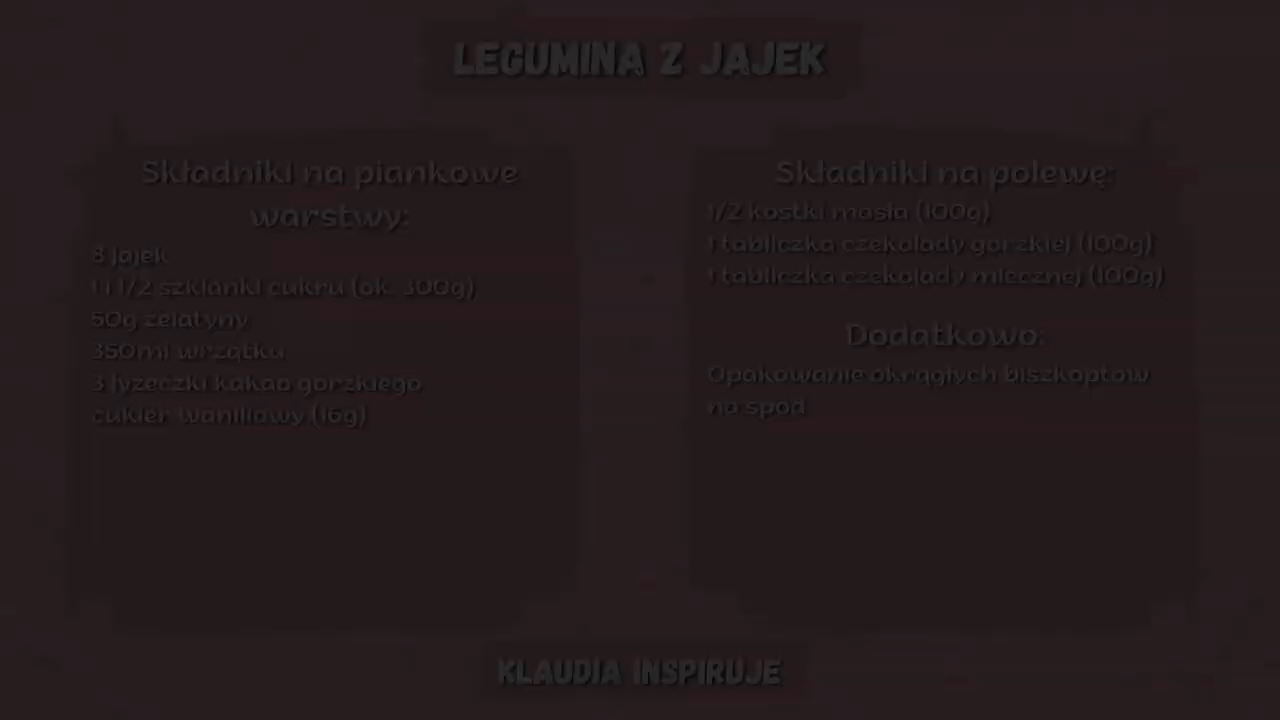 LEGUMINA Z JAJEK
Składniki na piankowe
warstwy:
8 jajek
1 i 1/2 szklanki cukru (ok. 300g)
50g żelatyny
350ml wrzątku
3 łyżeczki kakao gorzkiego
cukier waniliowy (16g)
Składniki na polewę:
1/2 kostki masła (100g)
1 tabliczka czekolady gorzkiej (100g)
1 tabliczka czekolady mlecznej (100g)
Dodatkowo:
Opakowanie okrągłych biszkoptów
na spód
KLAUDIA INSPIRUJE